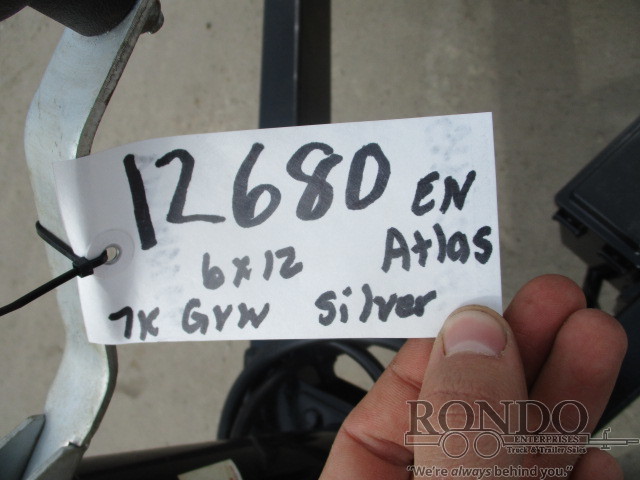 12680 EN
6x12 Atlas
7K Gvw Silver
RONDO
ENTERPRISES
Truck & Trailer Sales
"We're always behind you."